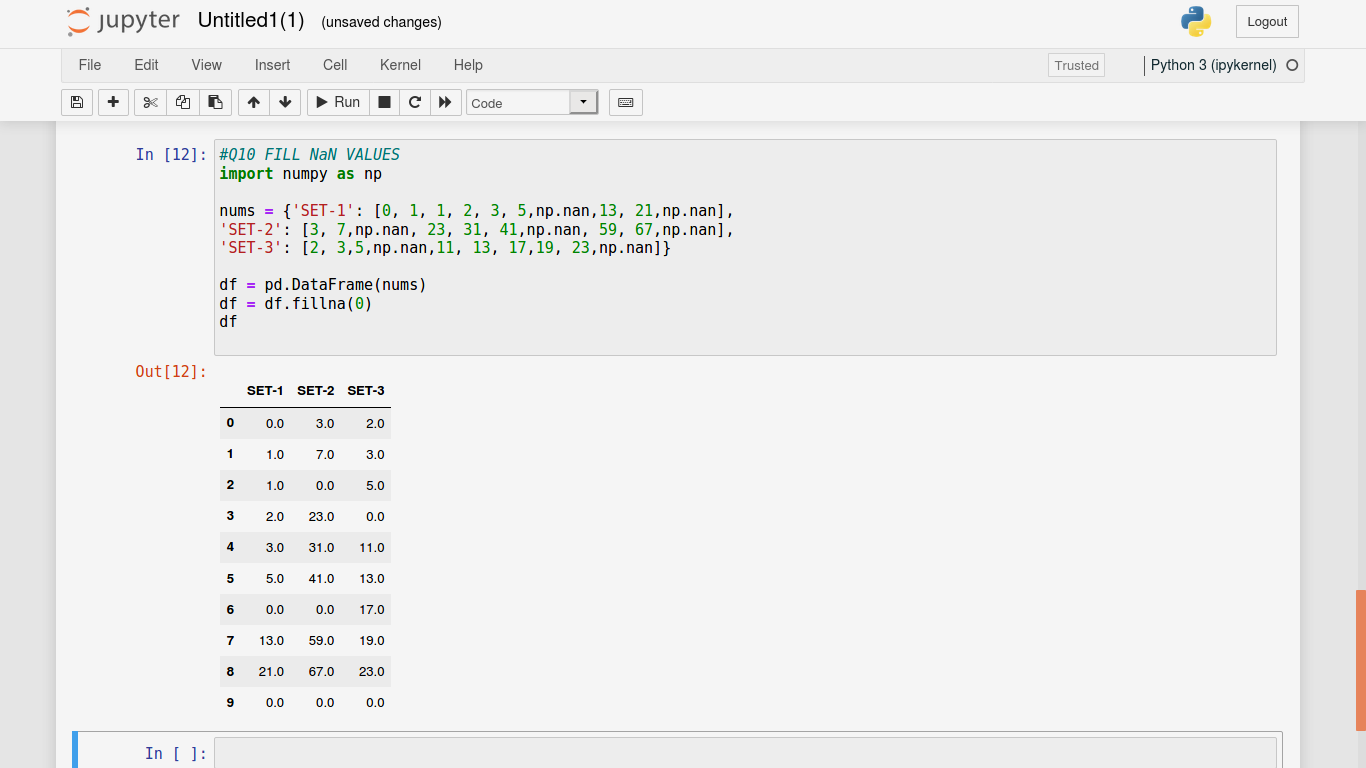 jupyter Untitled1(1) (unsaved changes) Logout
File Edit View Insert Cell Kernel Help Trusted Python 3 (ipykernel)
Run Code
In [12]: #Q10 FILL NaN VALUES
import numpy as np
nums = {'SET-1': [0, 1, 1, 2, 3, 5,np.nan,13, 21,np.nan],
'SET-2': [3, 7,np.nan, 23, 31, 41,np.nan, 59, 67,np.nan],
'SET-3': [2, 3,5,np.nan,11, 13, 17,19, 23,np.nan]}
df = pd.DataFrame(nums)
df = df.fillna(0)
df
Out[12]:
SET-1 SET-2 SET-3
0 0.0 3.0 2.0
1 1.0 7.0 3.0
2 1.0 0.0 5.0
3 2.0 23.0 0.0
4 3.0 31.0 11.0
5 5.0 41.0 13.0
6 0.0 0.0 17.0
7 13.0 59.0 19.0
8 21.0 67.0 23.0
9 0.0 0.0 0.0
In [ ]: